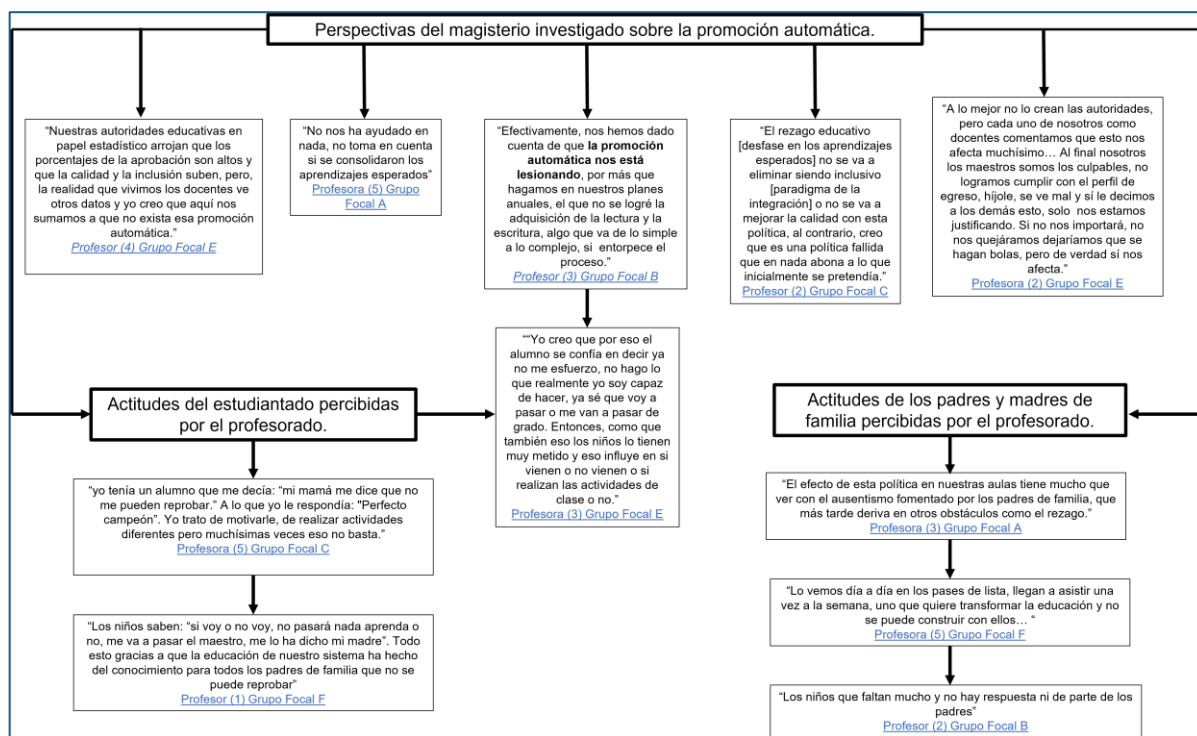 Perspectivas del magisterio investigado sobre la promoción automática.
“Nuestras autoridades educativas en
papel estadístico arrojan que los
porcentajes de la aprobación son altos y
que la calidad y la inclusión suben, pero,
la realidad que vivimos los docentes ve
otros datos y yo creo que aquí nos
sumamos a que no exista esa promoción
automática.”
Profesor (4) Grupo Focal E
“No nos ha ayudado en
nada, no toma en cuenta
si se consolidaron los
aprendizajes esperados”
Profesora (5) Grupo
Focal A
“Efectivamente, nos hemos dado
cuenta de que la promoción
automática nos está
lesionando, por más que
hagamos en nuestros planes
anuales, el que no se logré la
adquisición de la lectura y la
escritura, algo que va de lo simple
a lo complejo, si entorpece el
proceso.”
Profesor (3) Grupo Focal B
“El rezago educativo
[desfase en los aprendizajes
esperados] no se va a
eliminar siendo inclusivo
[paradigma de la
integración] o no se va a
mejorar la calidad con esta
política, al contrario, creo
que es una política fallida
que en nada abona a lo que
inicialmente se pretendía.”
Profesor (2) Grupo Focal C
“A lo mejor no lo crean las autoridades,
pero cada uno de nosotros como
docentes comentamos que esto nos
afecta muchísimo… Al final nosotros
los maestros somos los culpables, no
logramos cumplir con el perfil de
egreso, híjole, se ve mal y sí le decimos
a los demás esto, solo nos estamos
justificando. Si no nos importará, no
nos quejáramos dejaríamos que se
hagan bolas, pero de verdad sí nos
afecta.”
Profesora (2) Grupo Focal E
““Yo creo que por eso el
alumno se confía en decir ya
no me esfuerzo, no hago lo
que realmente yo soy capaz
de hacer, ya sé que voy a
pasar o me van a pasar de
grado. Entonces, como que
también eso los niños lo tienen
muy metido y eso influye en si
vienen o no vienen o si
realizan las actividades de
clase o no.”
Profesora (3) Grupo Focal E
Actitudes del estudiantado percibidas
por el profesorado.
“yo tenía un alumno que me decía: “mi mamá me dice que no
me pueden reprobar.” A lo que yo le respondía: "Perfecto
campeón”. Yo trato de motivarle, de realizar actividades
diferentes pero muchísimas veces eso no basta.”
Profesora (5) Grupo Focal C
“Los niños saben: “si voy o no voy, no pasará nada aprenda o
no, me va a pasar el maestro, me lo ha dicho mi madre”. Todo
esto gracias a que la educación de nuestro sistema ha hecho
del conocimiento para todos los padres de familia que no se
puede reprobar”
Profesor (1) Grupo Focal F
Actitudes de los padres y madres de
familia percibidas por el profesorado.
“El efecto de esta política en nuestras aulas tiene mucho que
ver con el ausentismo fomentado por los padres de familia, que
más tarde deriva en otros obstáculos como el rezago.”
Profesora (3) Grupo Focal A
“Lo vemos día a día en los pases de lista, llegan a asistir una
vez a la semana, uno que quiere transformar la educación y no
se puede construir con ellos… “
Profesora (5) Grupo Focal F
“Los niños que faltan mucho y no hay respuesta ni de parte de los
padres”
Profesor (2) Grupo Focal B